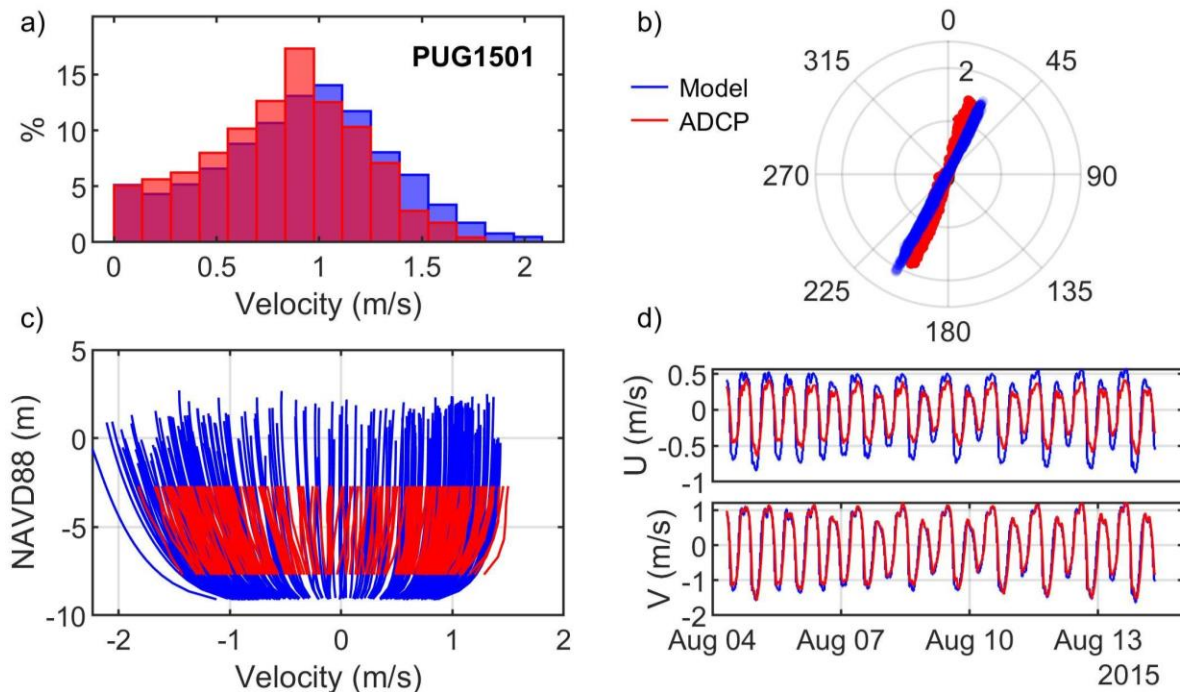 a)
PUG1501
15
10
5
0
%
0
0.5
1
1.5
2
Velocity (m/s)
b)
0
45
90
135
180
225
270
315
2
Model
ADCP
c)
5
0
-5
-10
NAVD88 (m)
-2
-1
0
1
2
Velocity (m/s)
d)
0.5
0
-0.5
-1
U (m/s)
1
0
-1
-2
V (m/s)
Aug 04
Aug 07
Aug 10
Aug 13
2015